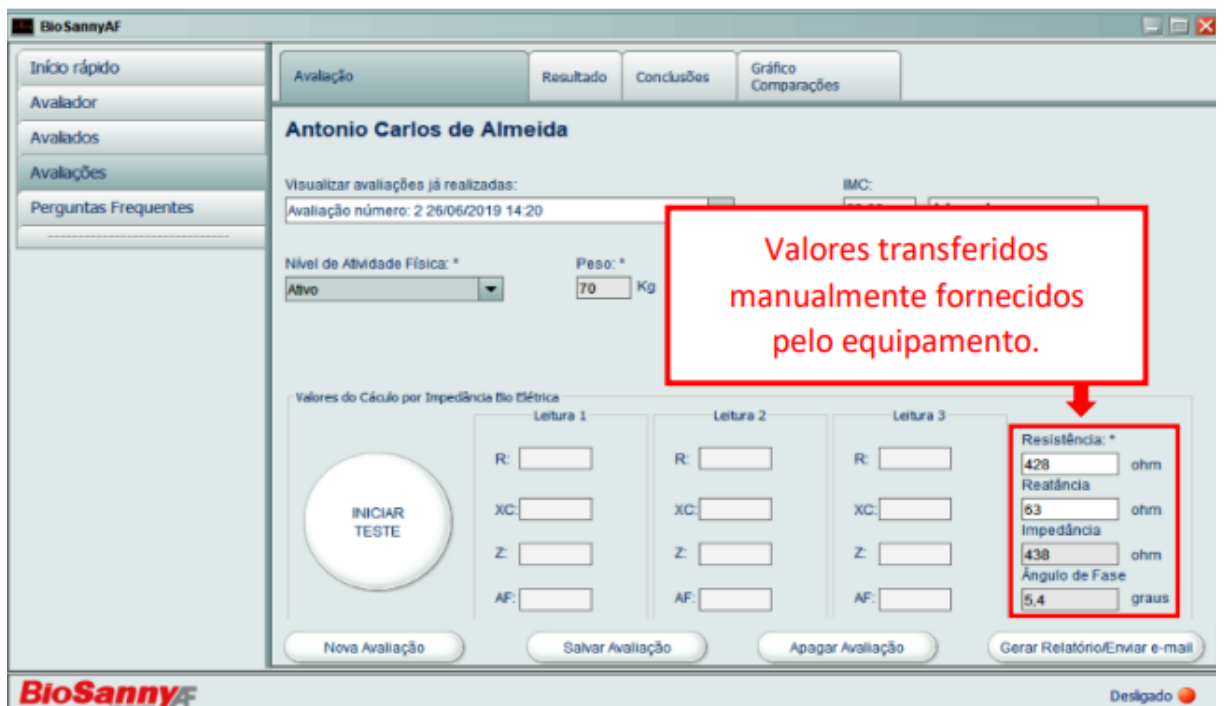 BioSannyAF
Início rápido
Avaliador
Avaliados
Avaliações
Perguntas Frequentes
Avaliação
Resultado
Conclusões
Gráfico
Comparações
Antonio Carlos de Almeida
Visualizar avaliações já realizadas:
IMC:
Avaliação número: 2 26/06/2019 14:20
Nível de Atividade Física: *
Peso: *
Ativo
70
Kg
Valores transferidos
manualmente fornecidos
pelo equipamento.
Valores do Cáculo por Impedância Bio Elétrica
INICIAR
TESTE
Leitura 1
R:
XC:
Z:
AF:
Leitura 2
R:
XC:
Z:
AF:
Leitura 3
R:
XC:
Z:
AF:
Resistência: *
428 ohm
Reatância
63 ohm
Impedância
438 ohm
Ângulo de Fase
5,4 graus
Nova Avaliação
Salvar Avaliação
Apagar Avaliação
Gerar Relatório/Enviar e-mail
BioSannyAF
Desligado